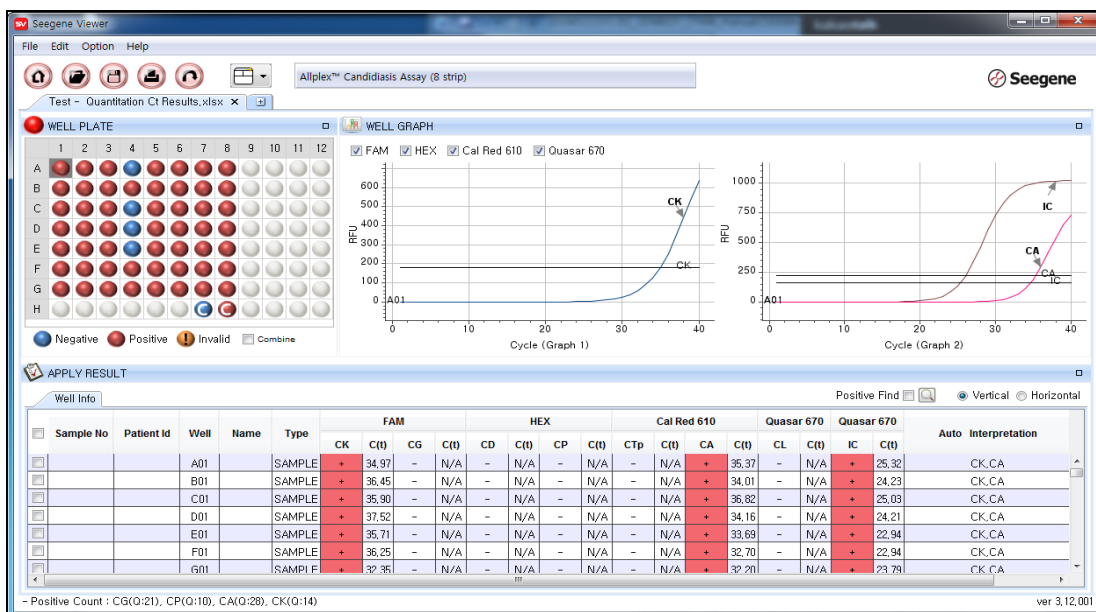 SV Seegene Viewer
File Edit Option Help
Allplex™ Candidiasis Assay (8 strip)
Seegene
Test - Quantitation Ct Results.xlsx
WELL PLATE
1 2 3 4 5 6 7 8 9 10 11 12
A
B
C
D
E
F
G
H C C
Negative Positive Invalid Combine
WELL GRAPH
FAM HEX Cal Red 610 Quasar 670
600
500
400
300
200
100
0
RFU
CK
CK
A01
0 10 20 30 40
Cycle (Graph 1)
1000
750
500
250
0
RFU
IC
CA
CA
IC
A01
0 10 20 30 40
Cycle (Graph 2)
APPLY RESULT
Well Info
Positive Find Vertical Horizontal
Sample No Patient Id Well Name Type FAM HEX Cal Red 610 Quasar 670 Quasar 670 Auto Interpretation
CK C(t) CG C(t) CD C(t) CP C(t) CTp C(t) CA C(t) CL C(t) IC C(t)
A01 SAMPLE + 34,97 - N/A - N/A - N/A - N/A + 35,37 - N/A + 25,32 CK,CA
B01 SAMPLE + 36,45 - N/A - N/A - N/A - N/A + 34,01 - N/A + 24,23 CK,CA
C01 SAMPLE + 35,90 - N/A - N/A - N/A - N/A + 36,82 - N/A + 25,03 CK,CA
D01 SAMPLE + 37,52 - N/A - N/A - N/A - N/A + 34,16 - N/A + 24,21 CK,CA
E01 SAMPLE + 35,71 - N/A - N/A - N/A - N/A + 33,69 - N/A + 22,94 CK,CA
F01 SAMPLE + 36,25 - N/A - N/A - N/A - N/A + 32,70 - N/A + 22,94 CK,CA
G01 SAMPLE + 32,35 - N/A - N/A - N/A - N/A + 32,20 - N/A + 23,79 CK,CA
- Positive Count : CG(Q:21), CP(Q:10), CA(Q:28), CK(Q:14)
ver 3,12,001